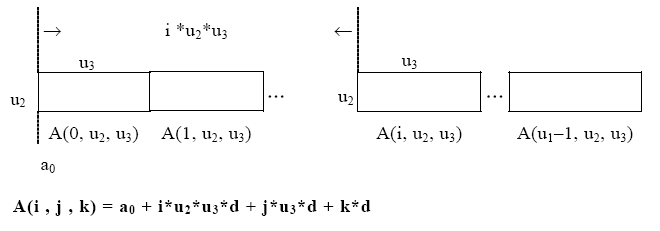 → i *u₂*u₃ ←
u₃ u₃
u₂ ... u₂ ...
A(0, u₂, u₃) A(1, u₂, u₃) A(i, u₂, u₃) A(u₁−1, u₂, u₃)
a₀
A(i , j , k) = a₀ + i*u₂*u₃*d + j*u₃*d + k*d